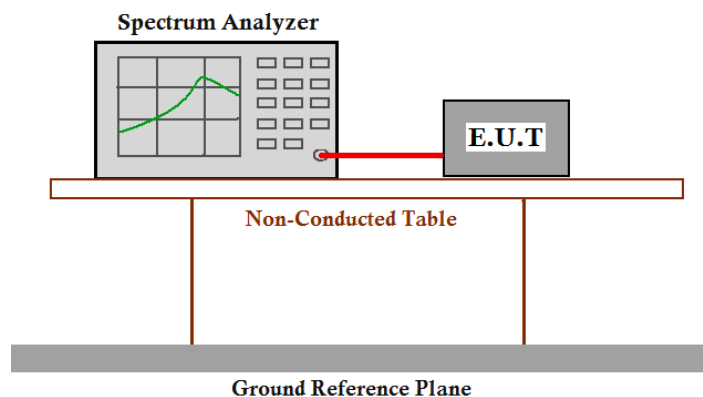 Spectrum Analyzer
E.U.T
Non-Conducted Table
Ground Reference Plane